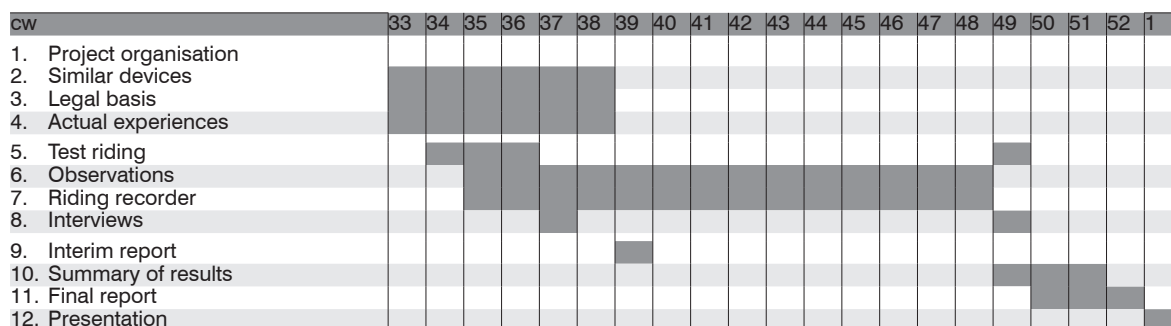 cw 33 34 35 36 37 38 39 40 41 42 43 44 45 46 47 48 49 50 51 52 1
1. Project organisation
2. Similar devices
3. Legal basis
4. Actual experiences
5. Test riding
6. Observations
7. Riding recorder
8. Interviews
9. Interim report
10. Summary of results
11. Final report
12. Presentation